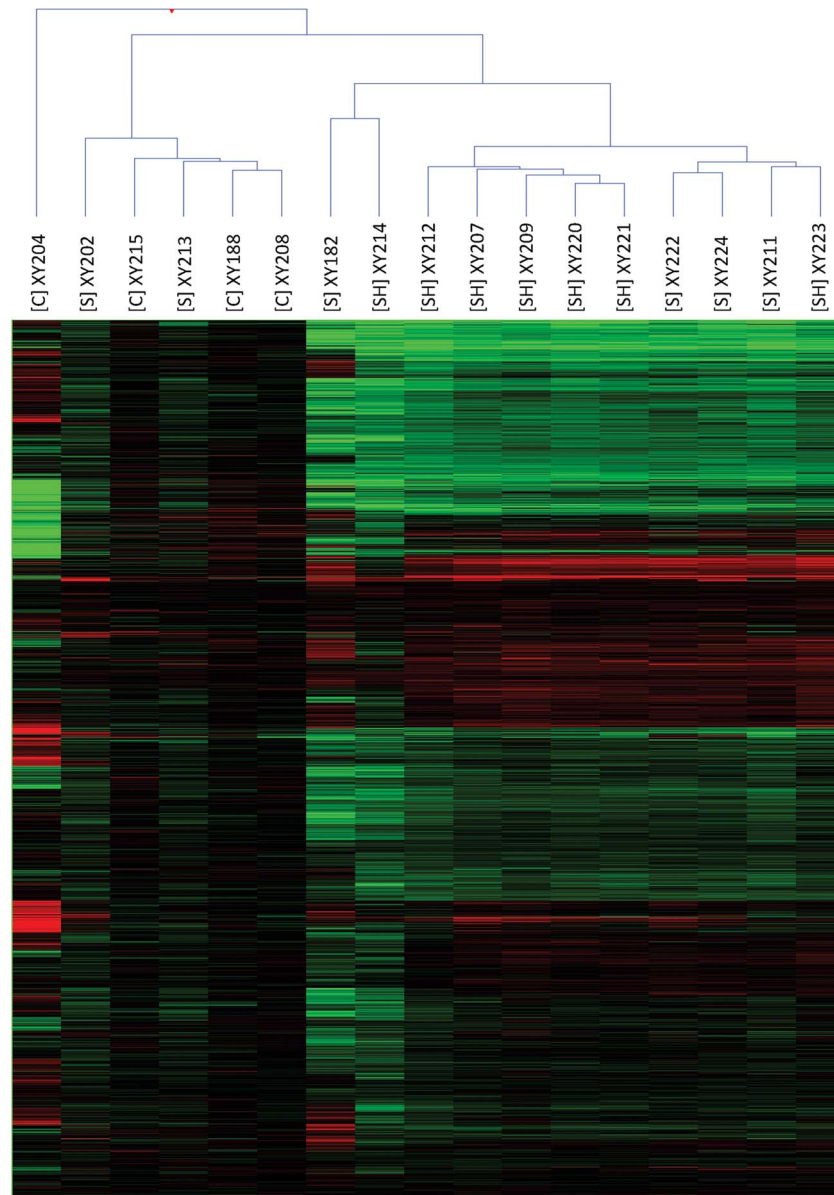 [C] XY204
[S] XY202
[C] XY215
[S] XY213
[C] XY188
[C] XY208
[S] XY182
[SH] XY214
[SH] XY212
[SH] XY207
[SH] XY209
[SH] XY220
[SH] XY221
[S] XY222
[S] XY224
[S] XY211
[SH] XY223